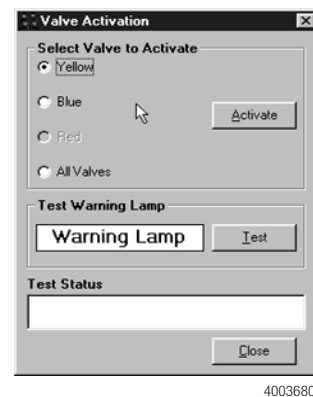 Valve Activation
Select Valve to Activate
Yellow
Blue
Activate
Red
All Valves
Test Warning Lamp
Warning Lamp
Test
Test Status
Close
4003680